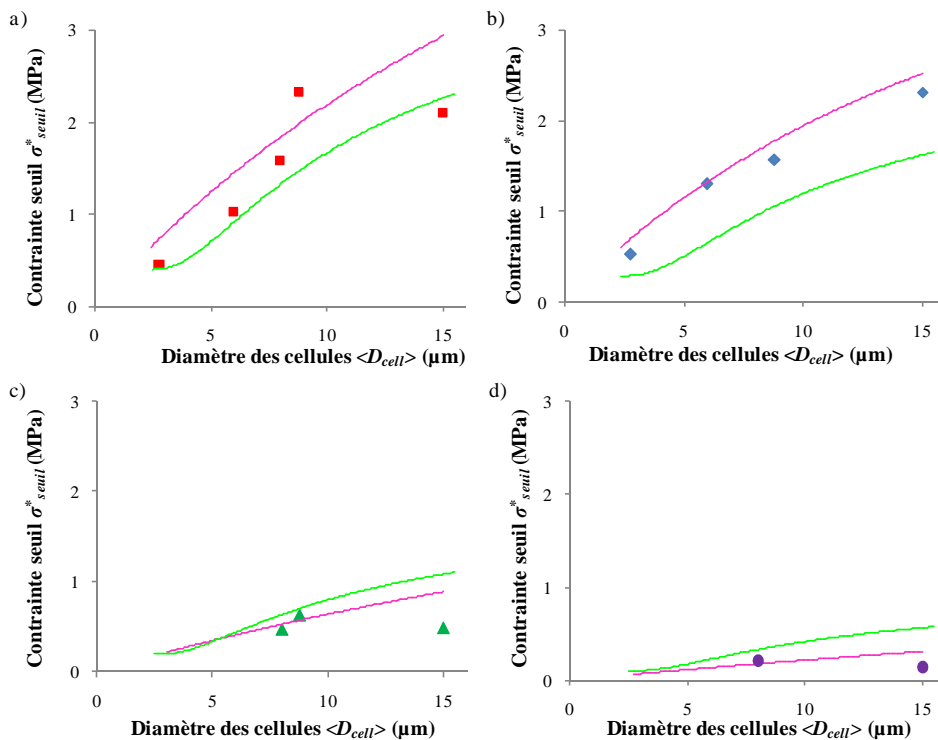 a)
Contrainte seuil σ*seuil (MPa)
3
2
1
0
0 5 10 15
Diamètre des cellules <Dcell> (µm)
b)
Contrainte seuil σ*seuil (MPa)
3
2
1
0
0 5 10 15
Diamètre des cellules <Dcell> (µm)
c)
Contrainte seuil σ*seuil (MPa)
3
2
1
0
0 5 10 15
Diamètre des cellules <Dcell> (µm)
d)
Contrainte seuil σ*seuil (MPa)
3
2
1
0
0 5 10 15
Diamètre des cellules <Dcell> (µm)